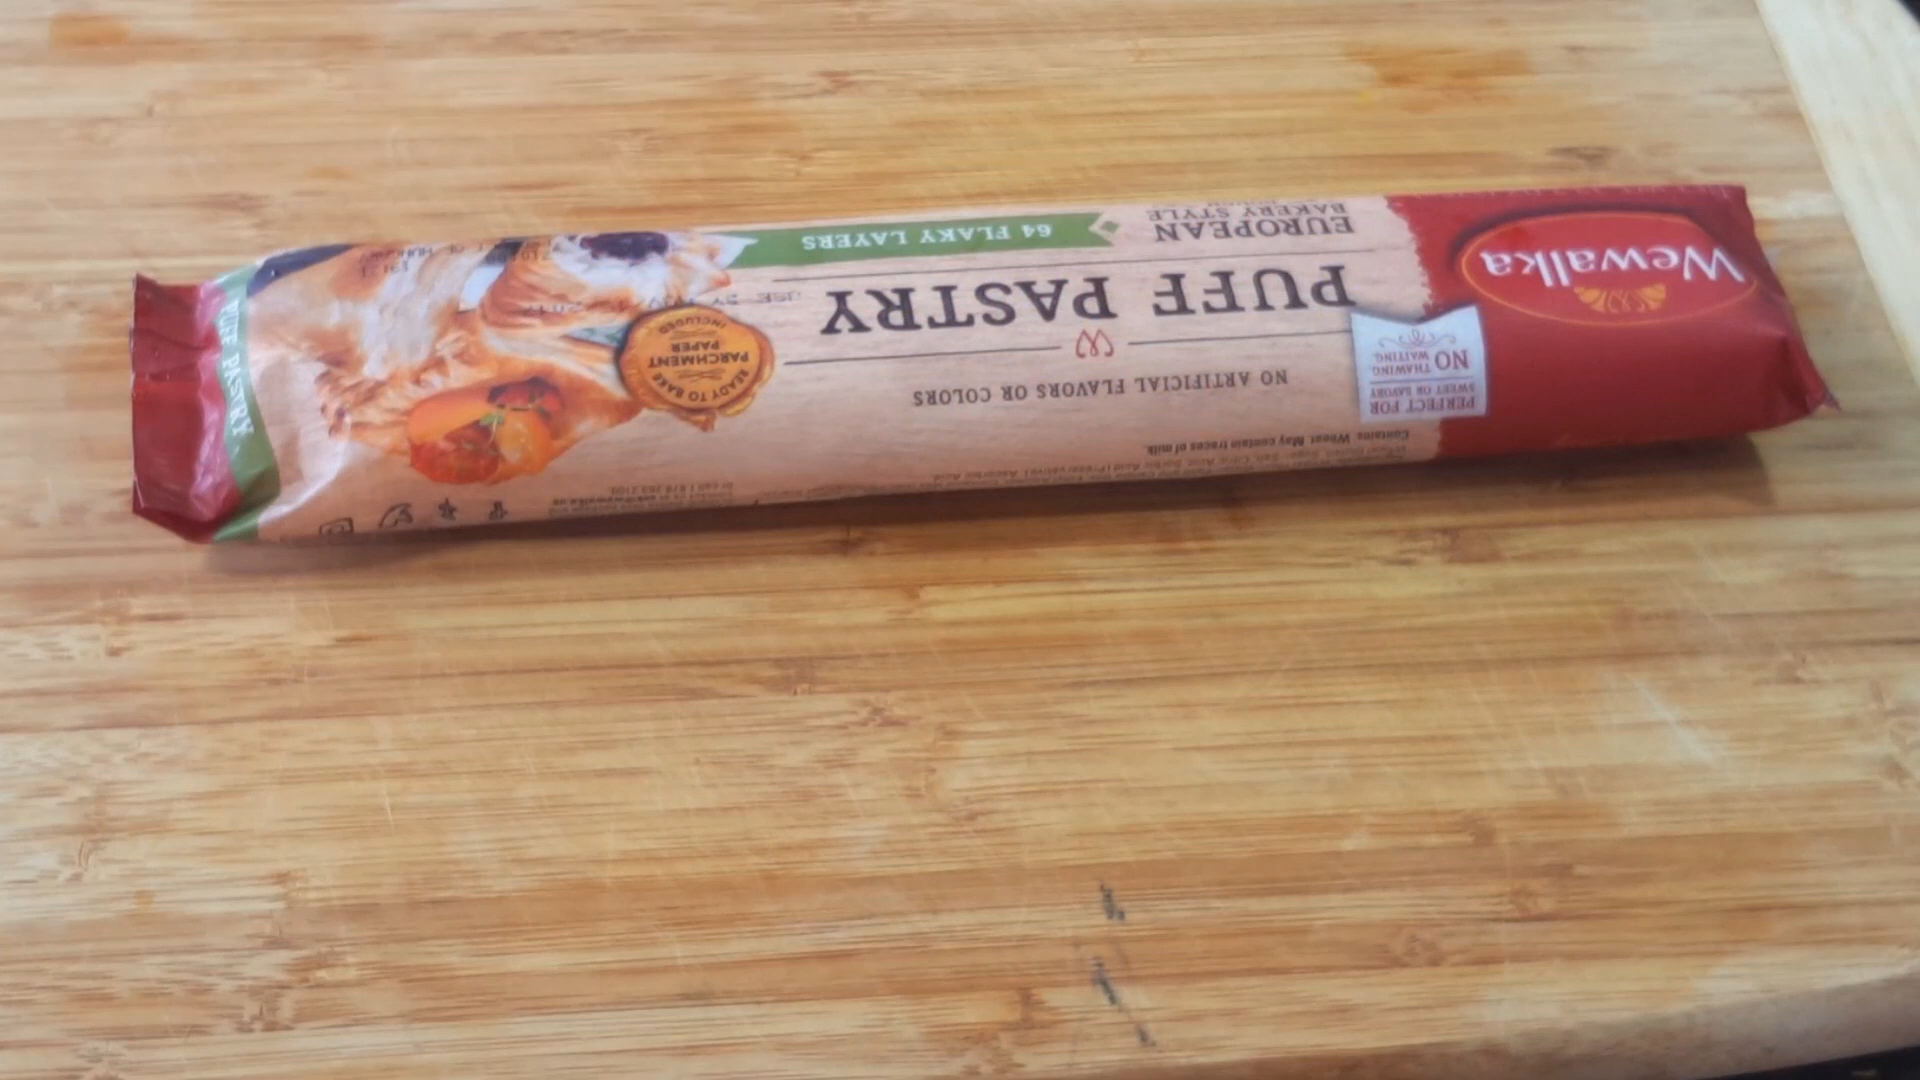 Wewalka
PERFECT FOR
SWEET OR SAVORY
NO
THAWING
WAITING
NO ARTIFICIAL FLAVORS OR COLORS
PUFF PASTRY
EUROPEAN
BAKERY STYLE
64 FLAKY LAYERS
READY TO BAKE
PARCHMENT
PAPER
INCLUDED
PUFF PASTRY
Contains: Wheat. May contain traces of milk.